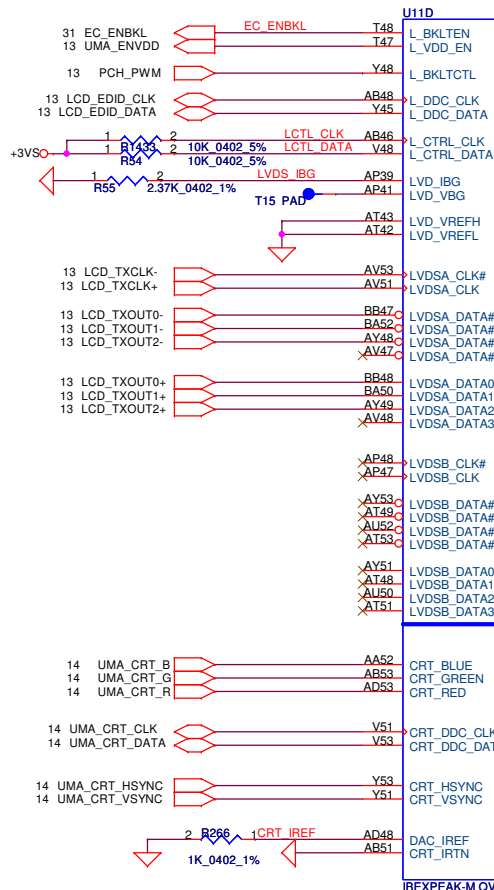 U11D
31 EC_ENBKL EC_ENBKL T48 L_BKLTEN
13 UMA_ENVDD T47 L_VDD_EN
13 PCH_PWM Y48 L_BKLTCTL
13 LCD_EDID_CLK AB48 L_DDC_CLK
13 LCD_EDID_DATA Y45 L_DDC_DATA
1 2 LCTL_CLK AB46 L_CTRL_CLK
R1433 10K_0402_5%
+3VS 1 2 LCTL_DATA V48 L_CTRL_DATA
R54 10K_0402_5%
1 2 LVDS_IBG AP39 LVD_IBG
R55 2.37K_0402_1%
T15 PAD AP41 LVD_VBG
AT43 LVD_VREFH
AT42 LVD_VREFL
13 LCD_TXCLK- AV53 LVDSA_CLK#
13 LCD_TXCLK+ AV51 LVDSA_CLK
13 LCD_TXOUT0- BB47 LVDSA_DATA#
13 LCD_TXOUT1- BA52 LVDSA_DATA#
13 LCD_TXOUT2- AY48 LVDSA_DATA#
AV47 LVDSA_DATA#
13 LCD_TXOUT0+ BB48 LVDSA_DATA0
13 LCD_TXOUT1+ BA50 LVDSA_DATA1
13 LCD_TXOUT2+ AY49 LVDSA_DATA2
AV48 LVDSA_DATA3
AP48 LVDSB_CLK#
AP47 LVDSB_CLK
AY53 LVDSB_DATA#
AT49 LVDSB_DATA#
AU52 LVDSB_DATA#
AT53 LVDSB_DATA#
AY51 LVDSB_DATA0
AT48 LVDSB_DATA1
AU50 LVDSB_DATA2
AT51 LVDSB_DATA3
14 UMA_CRT_B AA52 CRT_BLUE
14 UMA_CRT_G AB53 CRT_GREEN
14 UMA_CRT_R AD53 CRT_RED
14 UMA_CRT_CLK V51 CRT_DDC_CLK
14 UMA_CRT_DATA V53 CRT_DDC_DAT
14 UMA_CRT_HSYNC Y53 CRT_HSYNC
14 UMA_CRT_VSYNC Y51 CRT_VSYNC
2 R266 1 CRT_IREF AD48 DAC_IREF
1K_0402_1% AB51 CRT_IRTN
IBEXPEAK-M QV